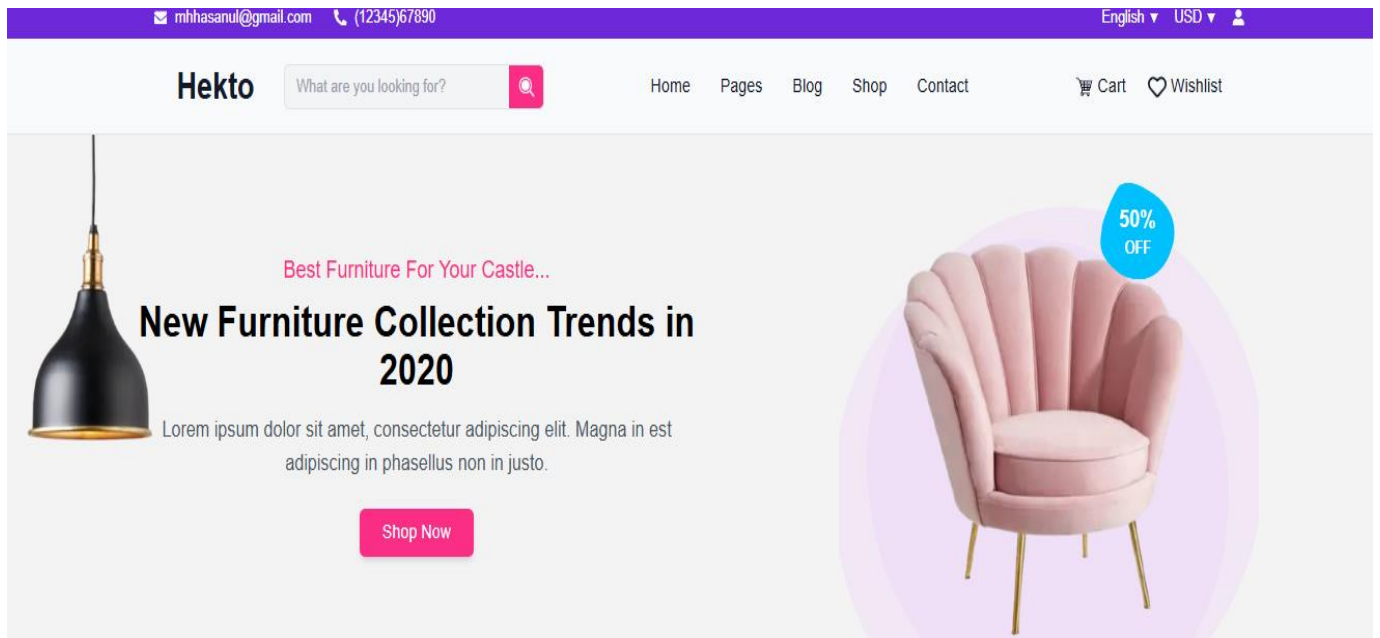 mhhasanul@gmail.com (12345)67890 English ▾ USD ▾
Hekto What are you looking for? Home Pages Blog Shop Contact Cart Wishlist
50%
OFF
Best Furniture For Your Castle...
New Furniture Collection Trends in
2020
Lorem ipsum dolor sit amet, consectetur adipiscing elit. Magna in est
adipiscing in phasellus non in justo.
Shop Now